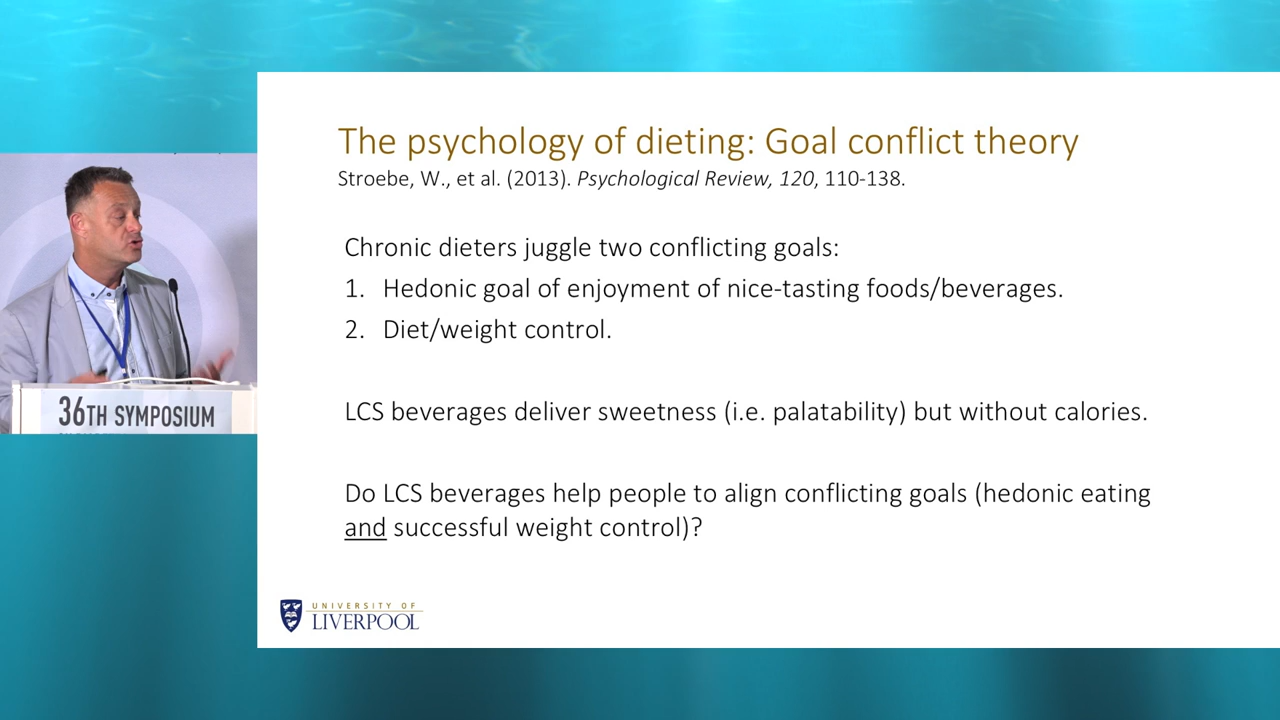 The psychology of dieting: Goal conflict theory
Stroebe, W., et al. (2013). Psychological Review, 120, 110-138.
Chronic dieters juggle two conflicting goals:
1. Hedonic goal of enjoyment of nice-tasting foods/beverages.
2. Diet/weight control.
LCS beverages deliver sweetness (i.e. palatability) but without calories.
Do LCS beverages help people to align conflicting goals (hedonic eating
and successful weight control)?
UNIVERSITY OF
LIVERPOOL
36TH SYMPOSIUM